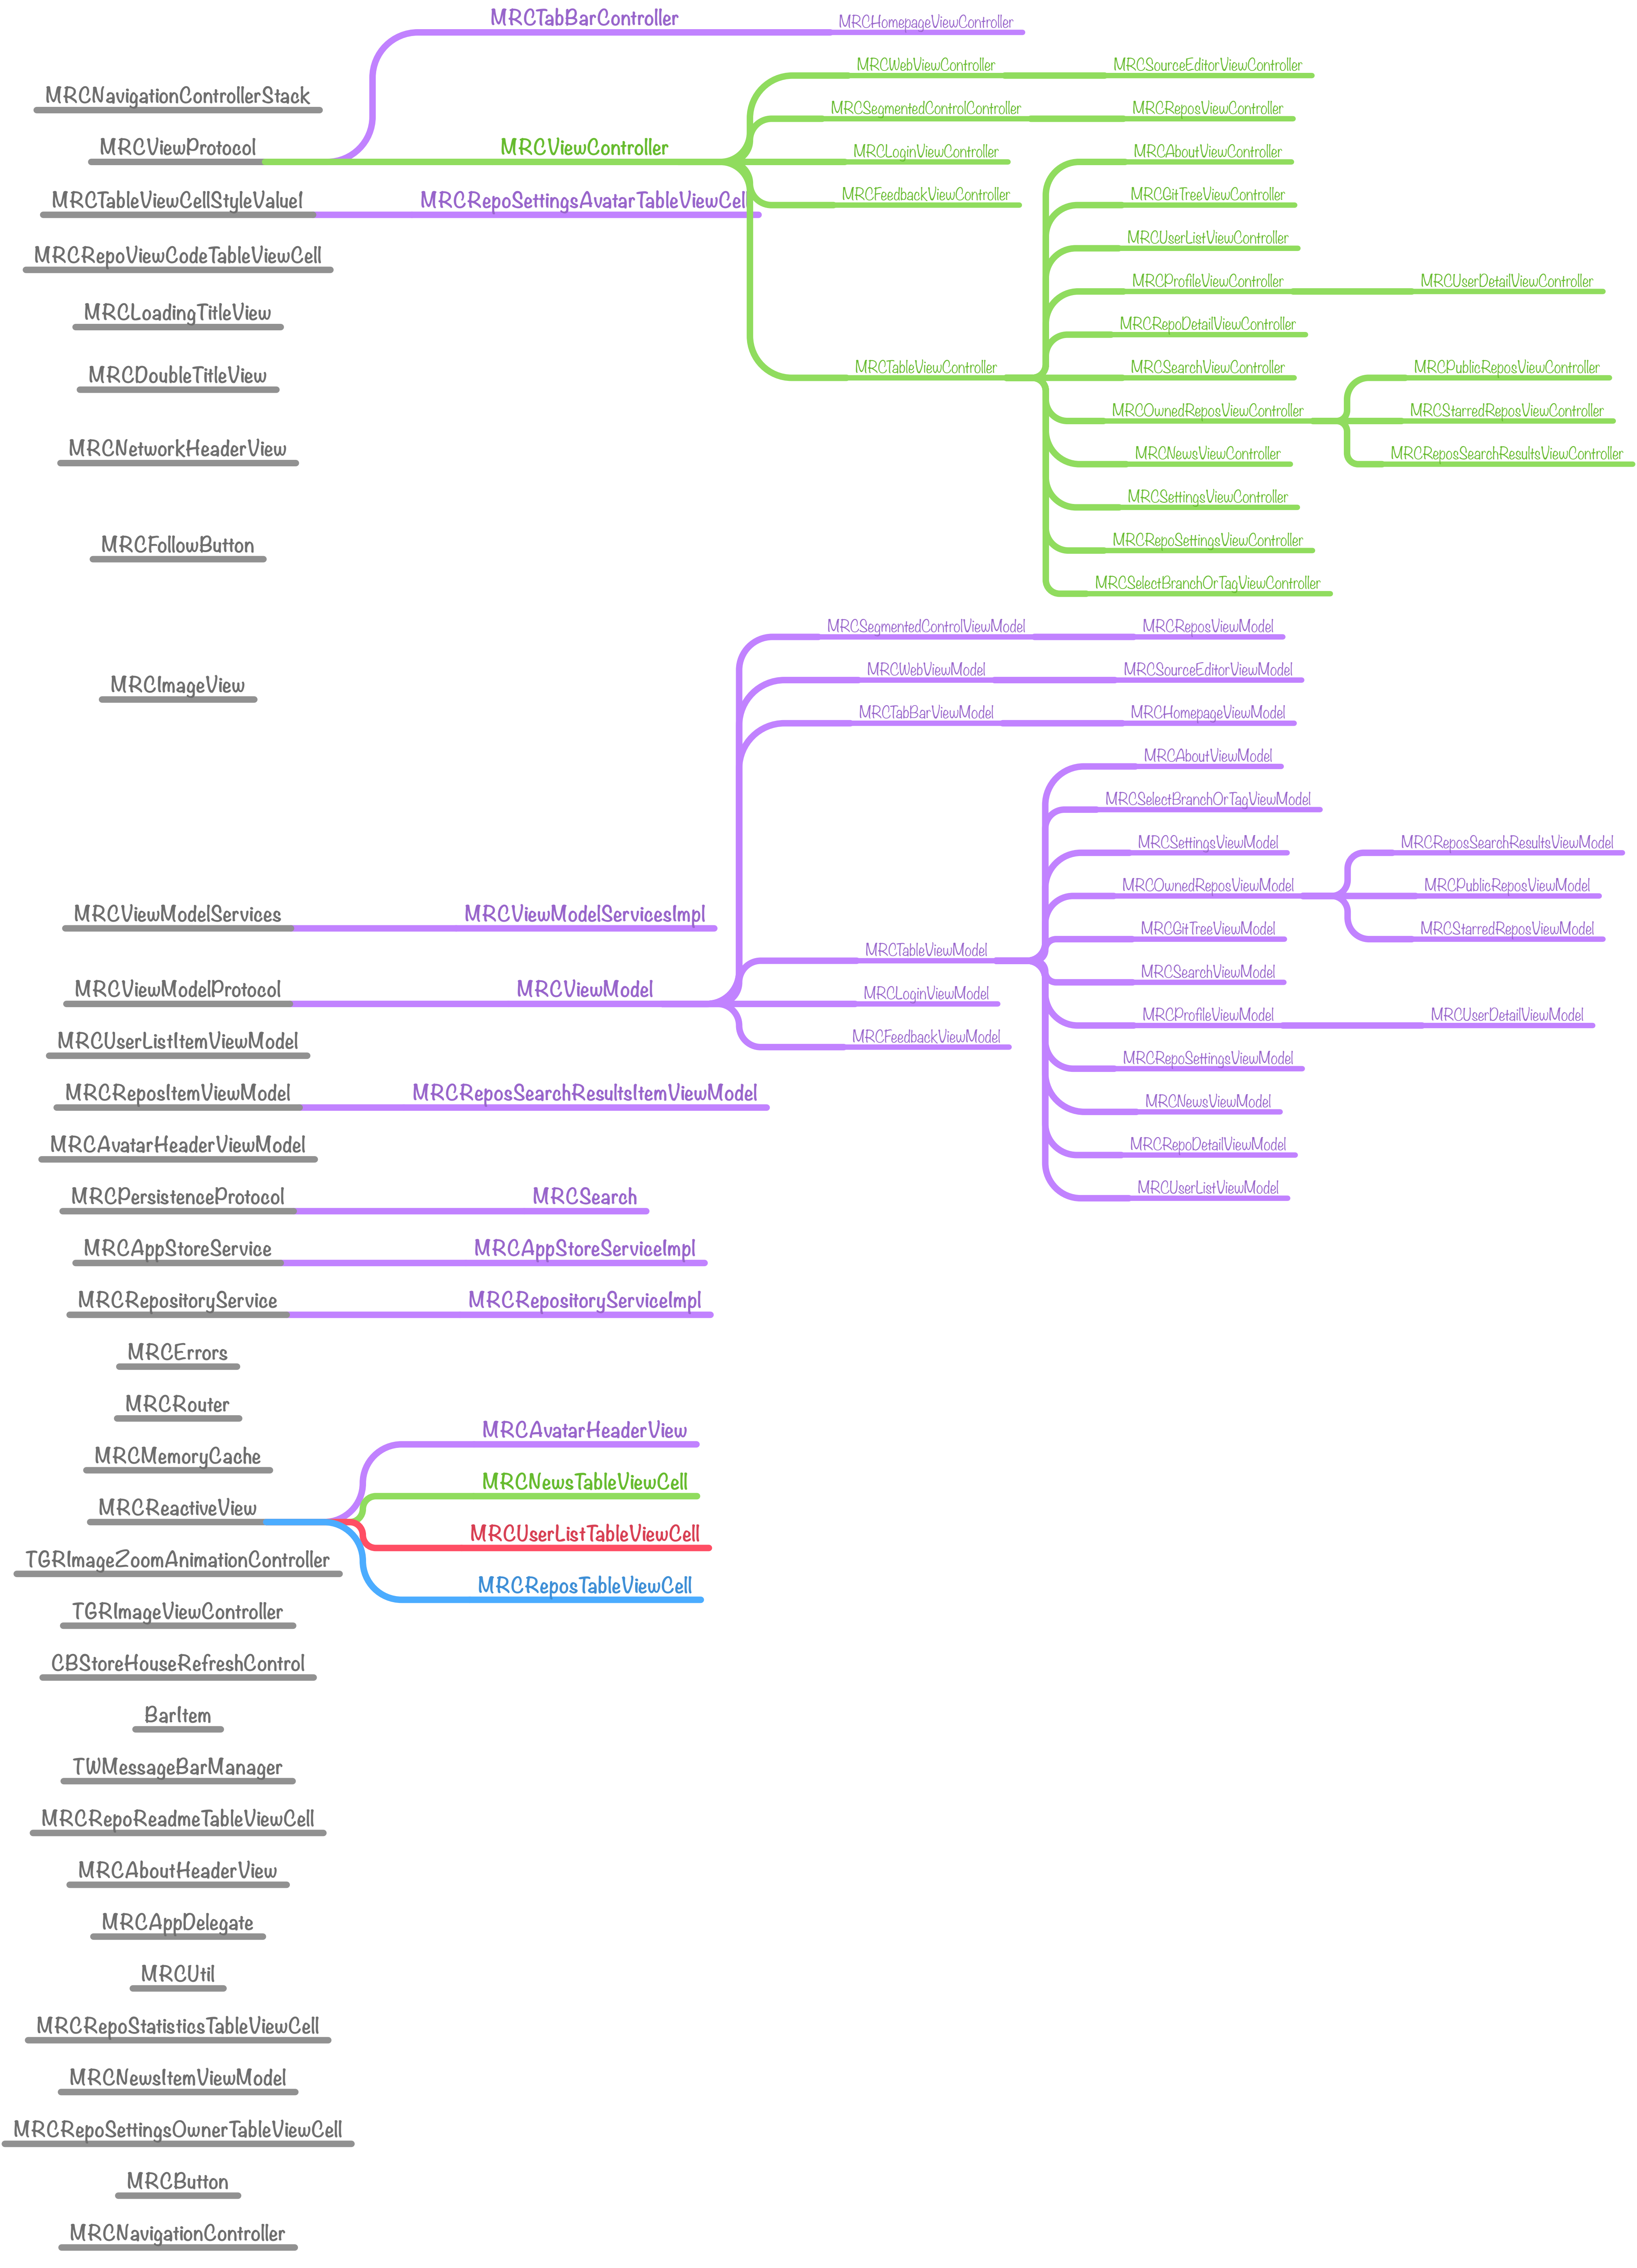 MRCTabBarController
MRCHomepageViewController
MRCWebViewController
MRCSourceEditorViewController
MRCNavigationControllerStack
MRCSegmentedControlController
MRCReposViewController
MRCViewProtocol
MRCViewController
MRCLoginViewController
MRCAboutViewController
MRCTableViewCellStyleValue1
MRCRepoSettingsAvatarTableViewCell
MRCFeedbackViewController
MRCGitTreeViewController
MRCUserListViewController
MRCRepoViewCodeTableViewCell
MRCProfileViewController
MRCUserDetailViewController
MRCLoadingTitleView
MRCRepoDetailViewController
MRCDoubleTitleView
MRCTableViewController
MRCSearchViewController
MRCPublicReposViewController
MRCOwnedReposViewController
MRCStarredReposViewController
MRCNetworkHeaderView
MRCNewsViewController
MRCReposSearchResultsViewController
MRCSettingsViewController
MRCFollowButton
MRCRepoSettingsViewController
MRCSelectBranchOrTagViewController
MRCSegmentedControlViewModel
MRCReposViewModel
MRCImageView
MRCWebViewModel
MRCSourceEditorViewModel
MRCTabBarViewModel
MRCHomepageViewModel
MRCAboutViewModel
MRCSelectBranchOrTagViewModel
MRCSettingsViewModel
MRCReposSearchResultsViewModel
MRCOwnedReposViewModel
MRCPublicReposViewModel
MRCViewModelServices
MRCViewModelServicesImpl
MRCGitTreeViewModel
MRCStarredReposViewModel
MRCTableViewModel
MRCSearchViewModel
MRCViewModelProtocol
MRCViewModel
MRCLoginViewModel
MRCProfileViewModel
MRCUserDetailViewModel
MRCUserListItemViewModel
MRCFeedbackViewModel
MRCRepoSettingsViewModel
MRCReposItemViewModel
MRCReposSearchResultsItemViewModel
MRCNewsViewModel
MRCAvatarHeaderViewModel
MRCRepoDetailViewModel
MRCPersistenceProtocol
MRCSearch
MRCUserListViewModel
MRCAppStoreService
MRCAppStoreServiceImpl
MRCRepositoryService
MRCRepositoryServiceImpl
MRCErrors
MRCRouter
MRCAvatarHeaderView
MRCMemoryCache
MRCNewsTableViewCell
MRCReactiveView
MRCUserListTableViewCell
TGRImageZoomAnimationController
MRCReposTableViewCell
TGRImageViewController
CBStoreHouseRefreshControl
BarItem
TWMessageBarManager
MRCRepoReadmeTableViewCell
MRCAboutHeaderView
MRCAppDelegate
MRCUtil
MRCRepoStatisticsTableViewCell
MRCNewsItemViewModel
MRCRepoSettingsOwnerTableViewCell
MRCButton
MRCNavigationController